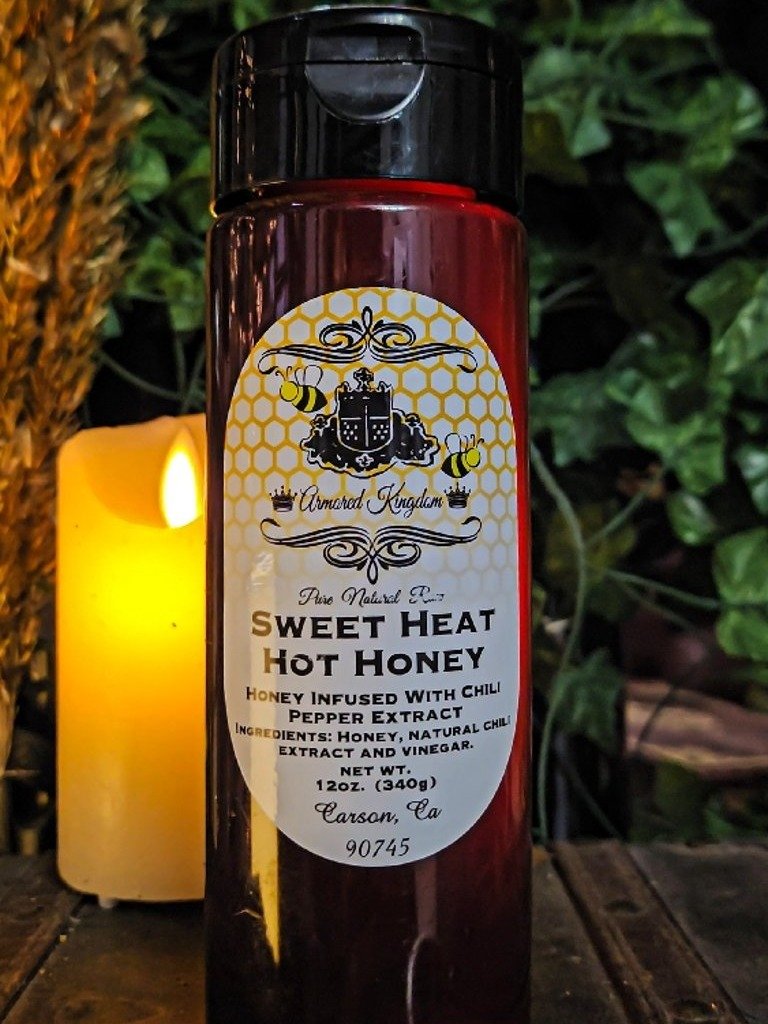 Armored Kingdom
Pure Natural Raw
SWEET HEAT
HOT HONEY
HONEY INFUSED WITH CHILI
PEPPER EXTRACT
INGREDIENTS: HONEY, NATURAL CHILI
EXTRACT AND VINEGAR.
NET WT.
12OZ. (340g)
Carson, Ca
90745